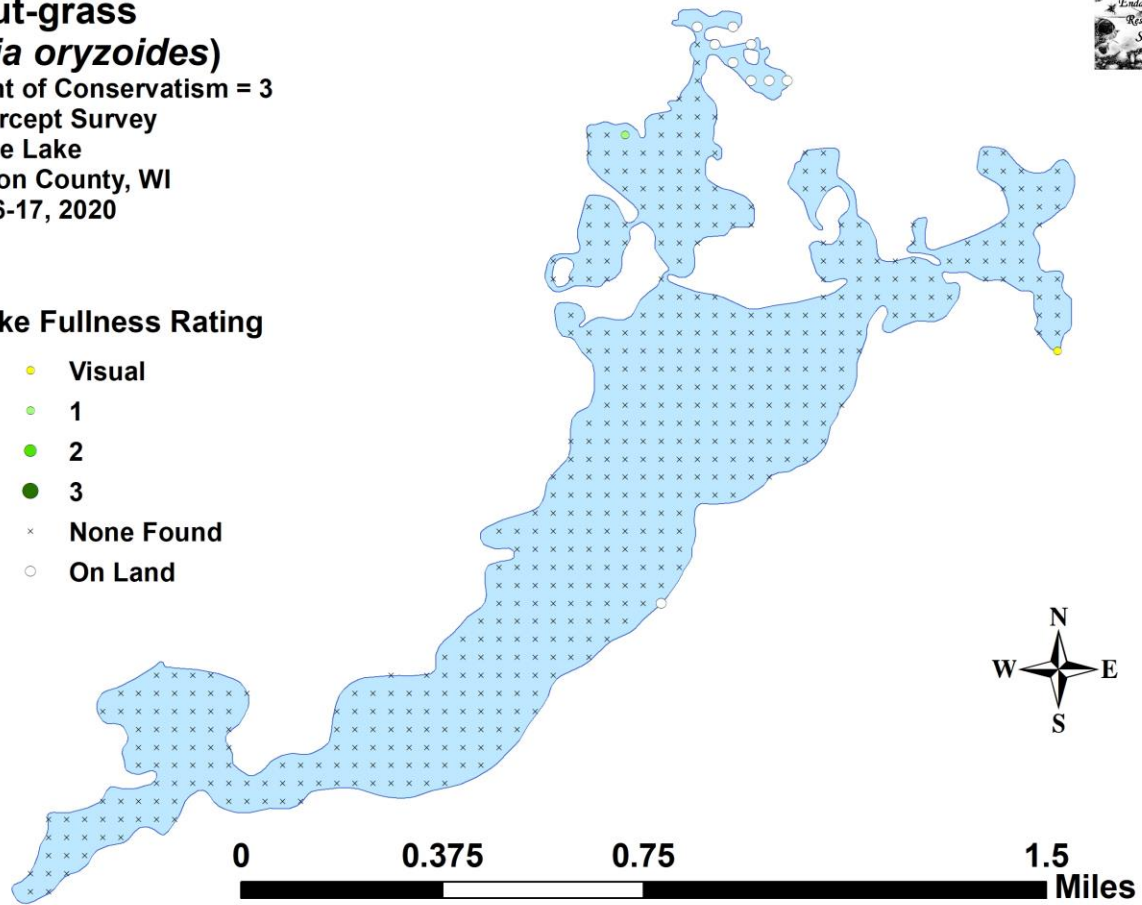 ut-grass
ia oryzoides)
nt of Conservatism = 3
ercept Survey
e Lake
on County, WI
6-17, 2020
ke Fullness Rating
Visual
1
2
3
None Found
On Land
N
W E
S
0 0.375 0.75 1.5
Miles